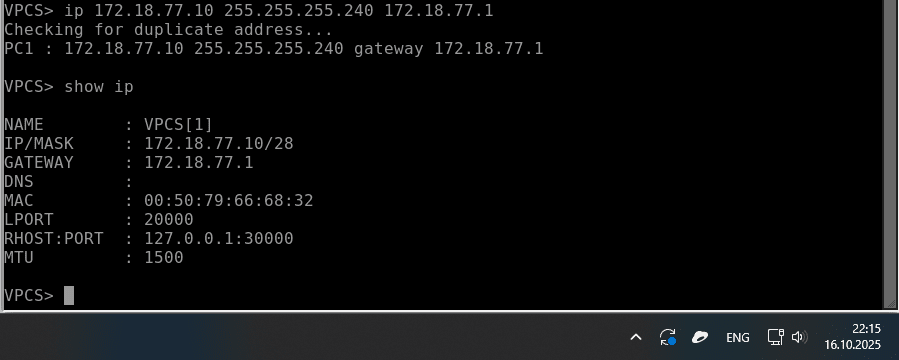 VPCS> ip 172.18.77.10 255.255.255.240 172.18.77.1
Checking for duplicate address...
PC1 : 172.18.77.10 255.255.255.240 gateway 172.18.77.1
VPCS> show ip
NAME        : VPCS[1]
IP/MASK     : 172.18.77.10/28
GATEWAY     : 172.18.77.1
DNS         :
MAC         : 00:50:79:66:68:32
LPORT       : 20000
RHOST:PORT  : 127.0.0.1:30000
MTU         : 1500
VPCS>
ENG
22:15
16.10.2025